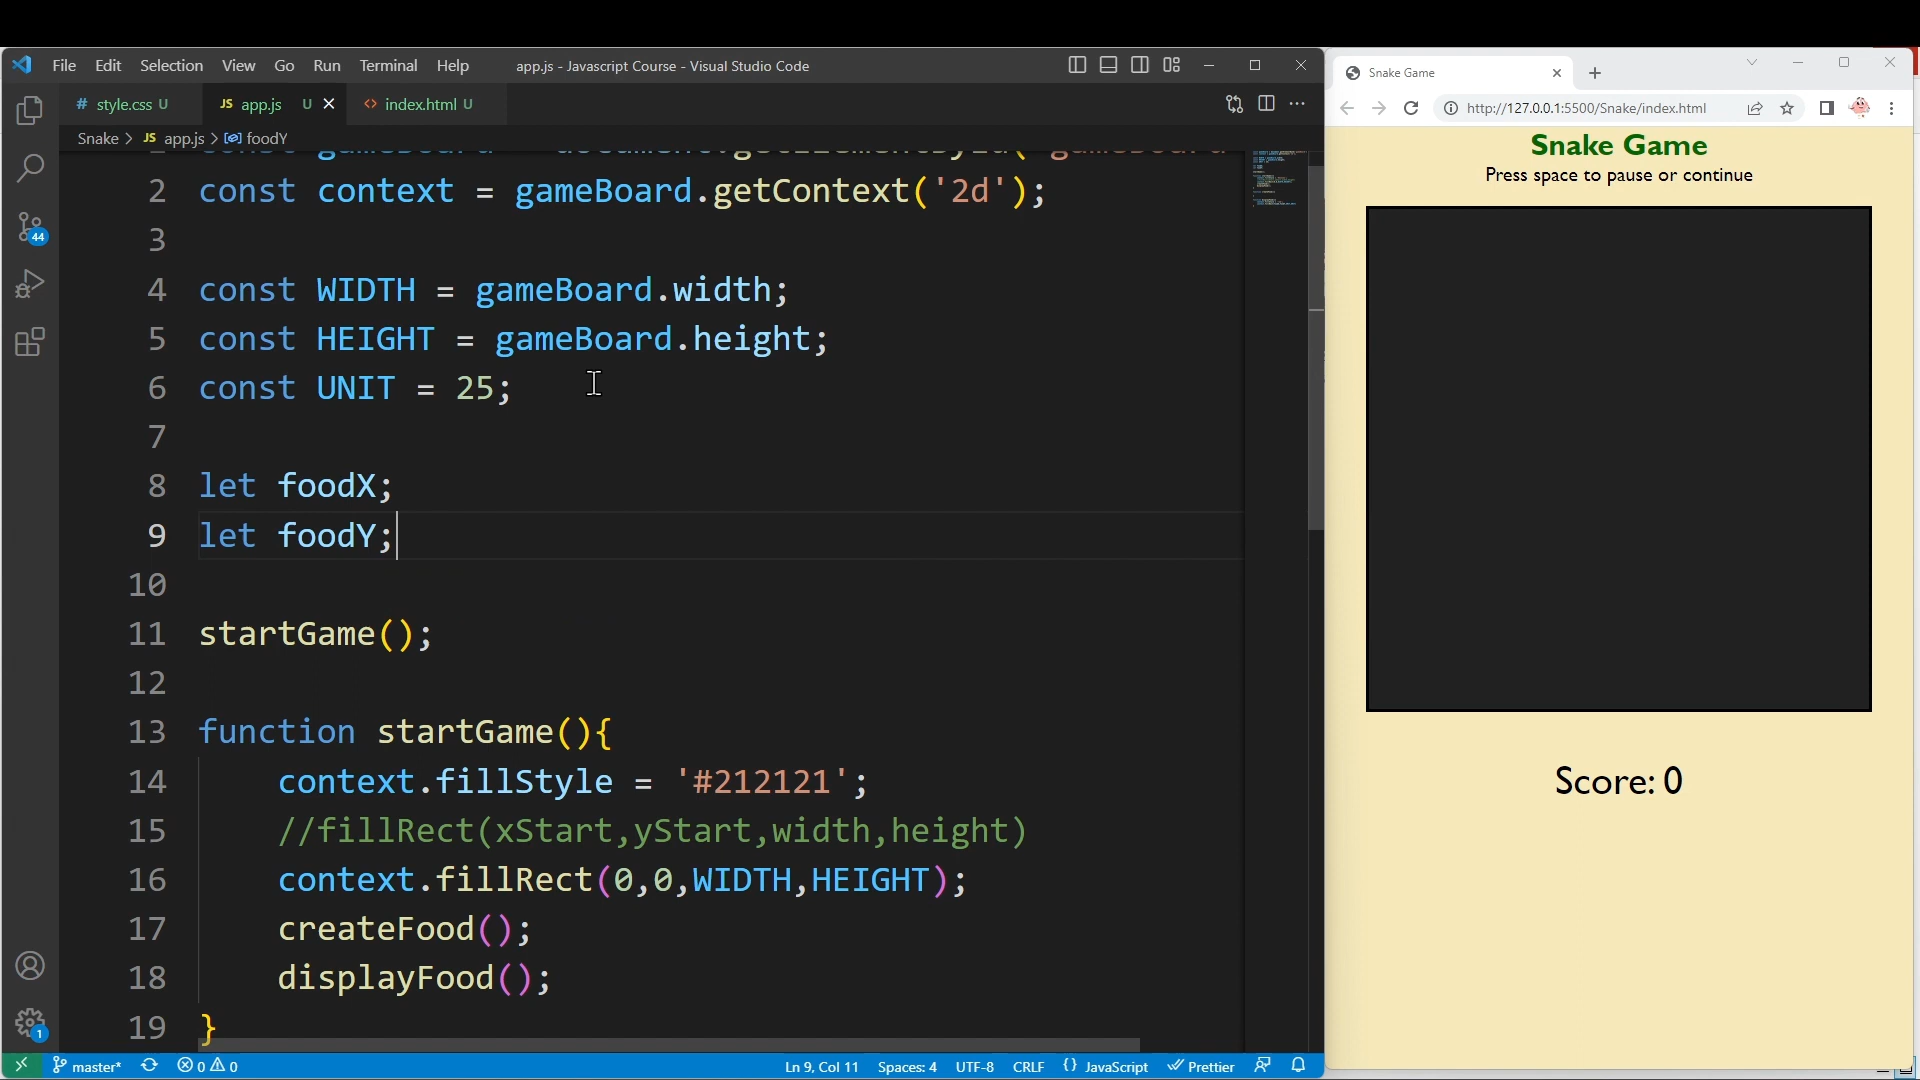 File Edit Selection View Go Run Terminal Help
app.js - Javascript Course - Visual Studio Code
# style.css U
JS app.js U
<> index.html U
Snake > JS app.js > foodY
2 const context = gameBoard.getContext('2d');
3
4 const WIDTH = gameBoard.width;
5 const HEIGHT = gameBoard.height;
6 const UNIT = 25;
7
8 let foodX;
9 let foodY;
10
11 startGame();
12
13 function startGame(){
14 context.fillStyle = '#212121';
15 //fillRect(xStart,yStart,width,height)
16 context.fillRect(0,0,WIDTH,HEIGHT);
17 createFood();
18 displayFood();
19 }
44
1
master* 0 0 Ln 9, Col 11 Spaces: 4 UTF-8 CRLF {} JavaScript Prettier
Snake Game
http://127.0.0.1:5500/Snake/index.html
Snake Game
Press space to pause or continue
Score: 0